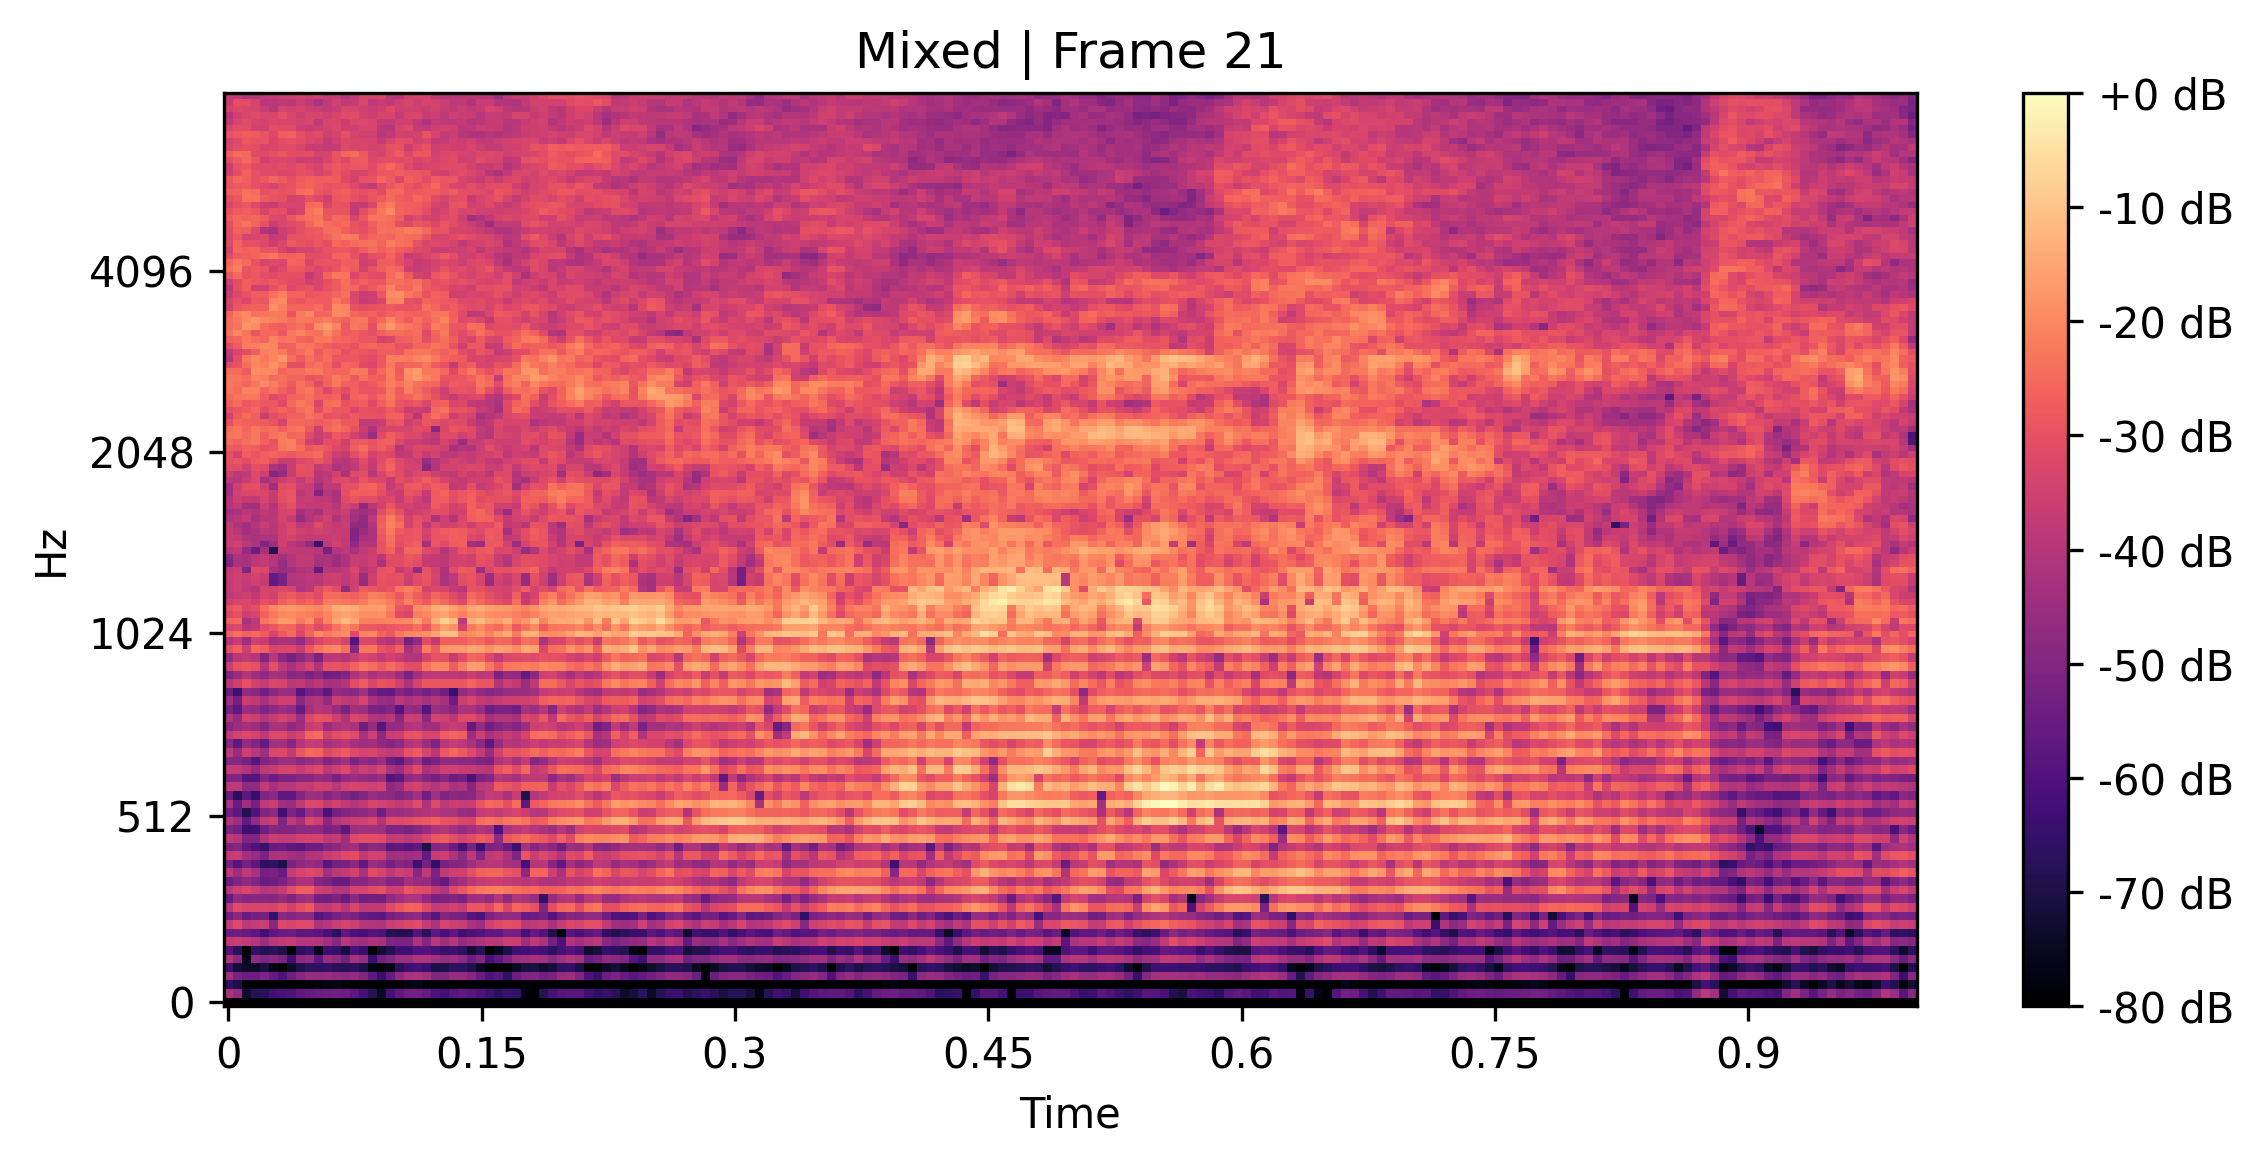 Mixed | Frame 21
Hz
4096
2048
1024
512
0
0 0.15 0.3 0.45 0.6 0.75 0.9
Time
+0 dB
-10 dB
-20 dB
-30 dB
-40 dB
-50 dB
-60 dB
-70 dB
-80 dB